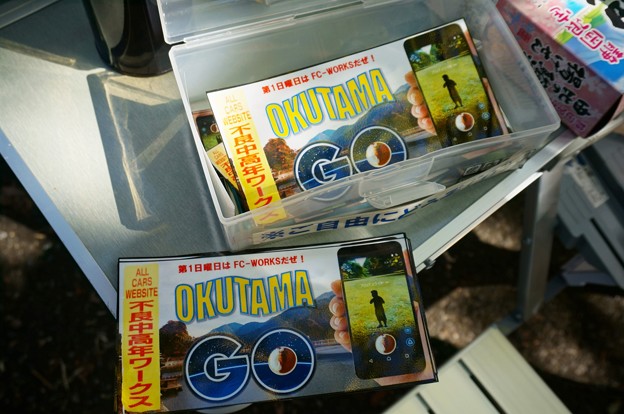 第1日曜日は FC-WORKSだぜ!
OKUTAMA
GO
ALL
CARS
WEBSITE
不良中高年ワークス
※ご自由に
第1日曜日は FC-WORKSだぜ!
OKUTAMA
GO
ALL
CARS
WEBSITE
不良中高年ワークス